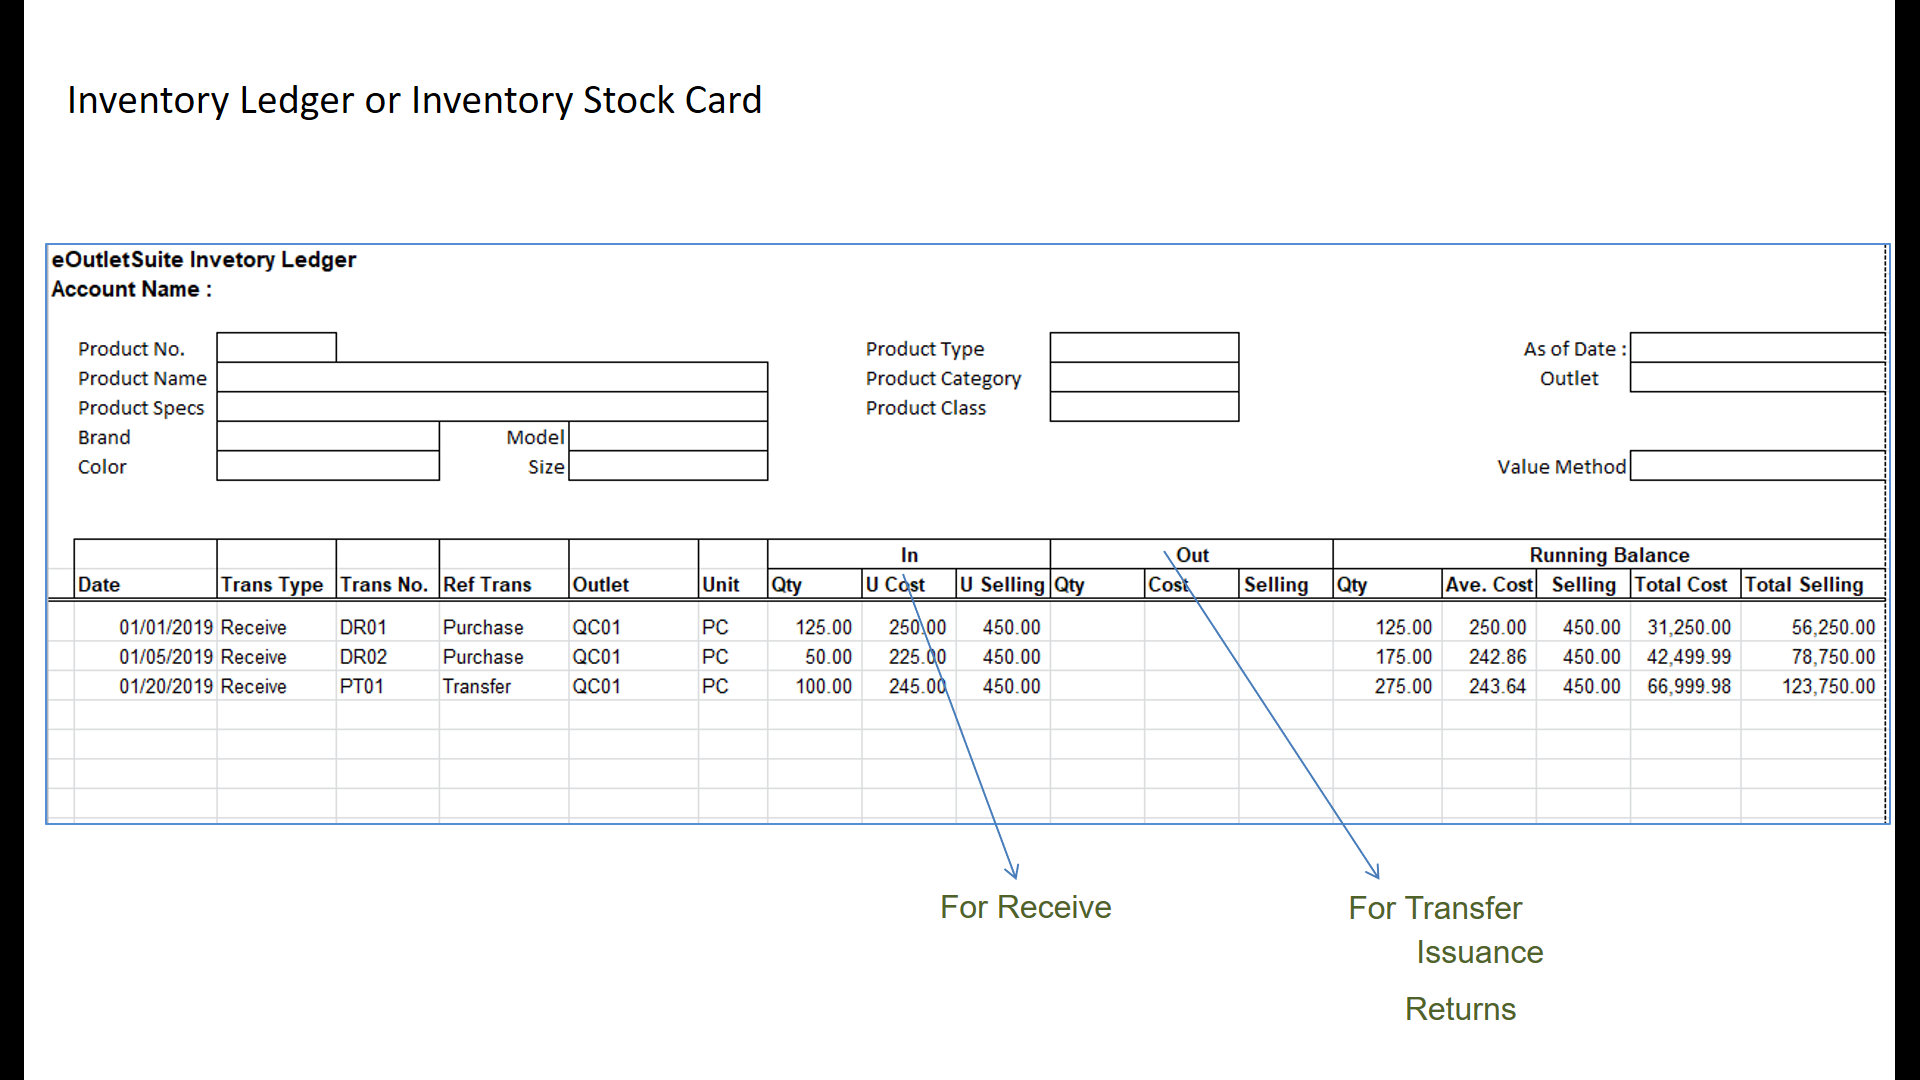 Inventory Ledger or Inventory Stock Card
eOutletSuite Invetory Ledger
Account Name :
Product No. Product Type As of Date :
Product Name Product Category Outlet
Product Specs Product Class
Brand Model
Color Size Value Method
In Out Running Balance
Date Trans Type Trans No. Ref Trans Outlet Unit Qty U Cost U Selling Qty Cost Selling Qty Ave. Cost Selling Total Cost Total Selling
01/01/2019 Receive DR01 Purchase QC01 PC 125.00 250.00 450.00 125.00 250.00 450.00 31,250.00 56,250.00
01/05/2019 Receive DR02 Purchase QC01 PC 50.00 225.00 450.00 175.00 242.86 450.00 42,499.99 78,750.00
01/20/2019 Receive PT01 Transfer QC01 PC 100.00 245.00 450.00 275.00 243.64 450.00 66,999.98 123,750.00
For Receive
For Transfer
Issuance
Returns